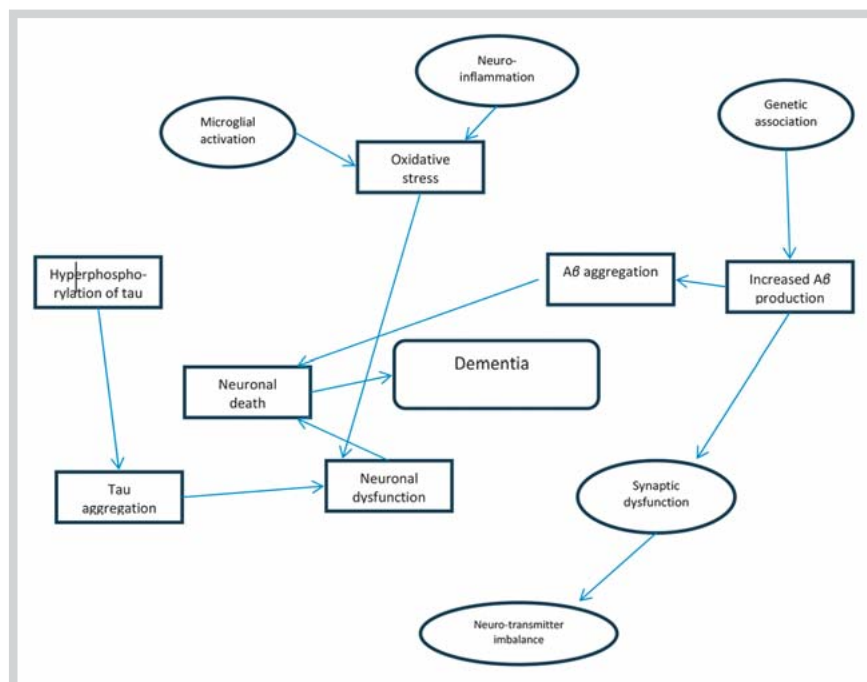 Neuro-
inflammation
Microglial
activation
Genetic
association
Oxidative
stress
Hyperphospho-
rylation of tau
Aβ aggregation
Increased Aβ
production
Dementia
Neuronal
death
Tau
aggregation
Neuronal
dysfunction
Synaptic
dysfunction
Neuro-transmitter
imbalance